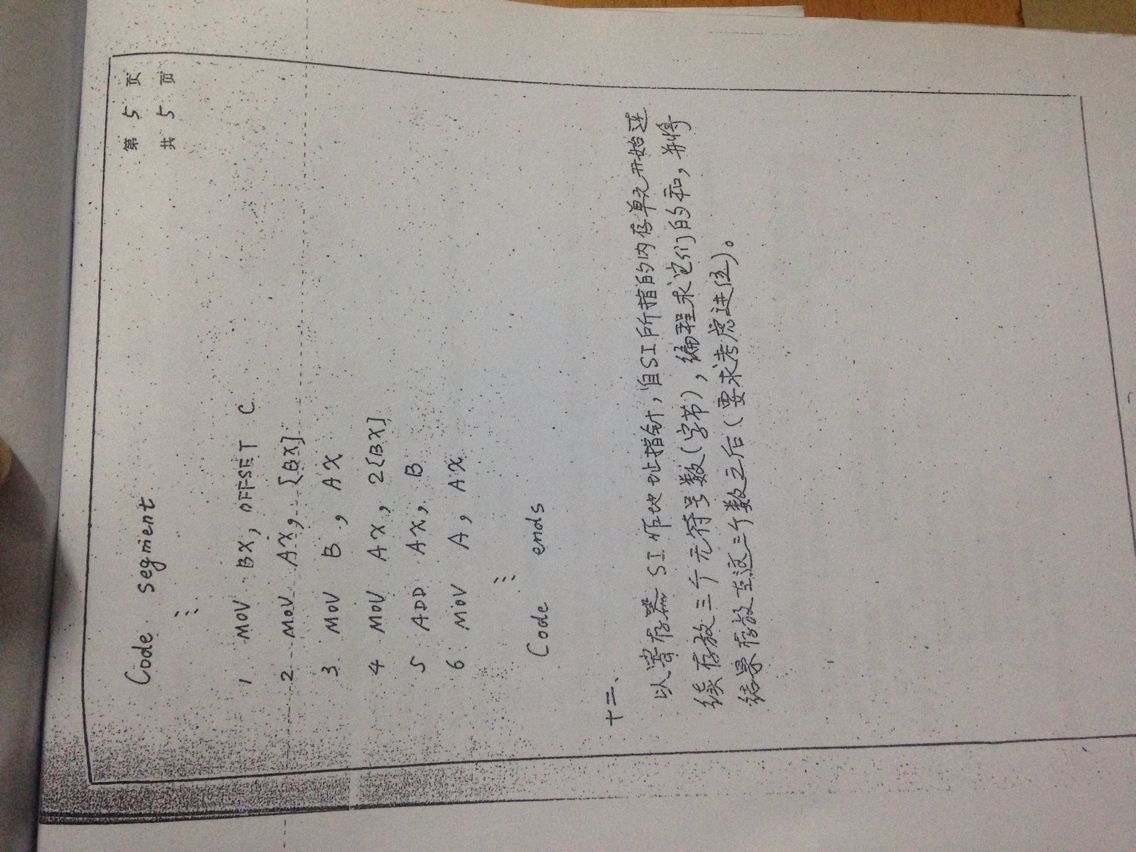 第 5 页
共 5 页
Code segment
⋮
1 MOV BX, OFFSET C
2 MOV AX, [BX]
3 MOV B, AX
4 MOV AX, 2[BX]
5 ADD AX, B
6 MOV A, AX
⋮
Code ends
十二、
以寄存器 SI 作地址指针,自SI所指的内存单元开始连
续存放三个无符号数(字节),编程求它们的和,并将
结果存放在这三个数之后(要求考虑进位)。